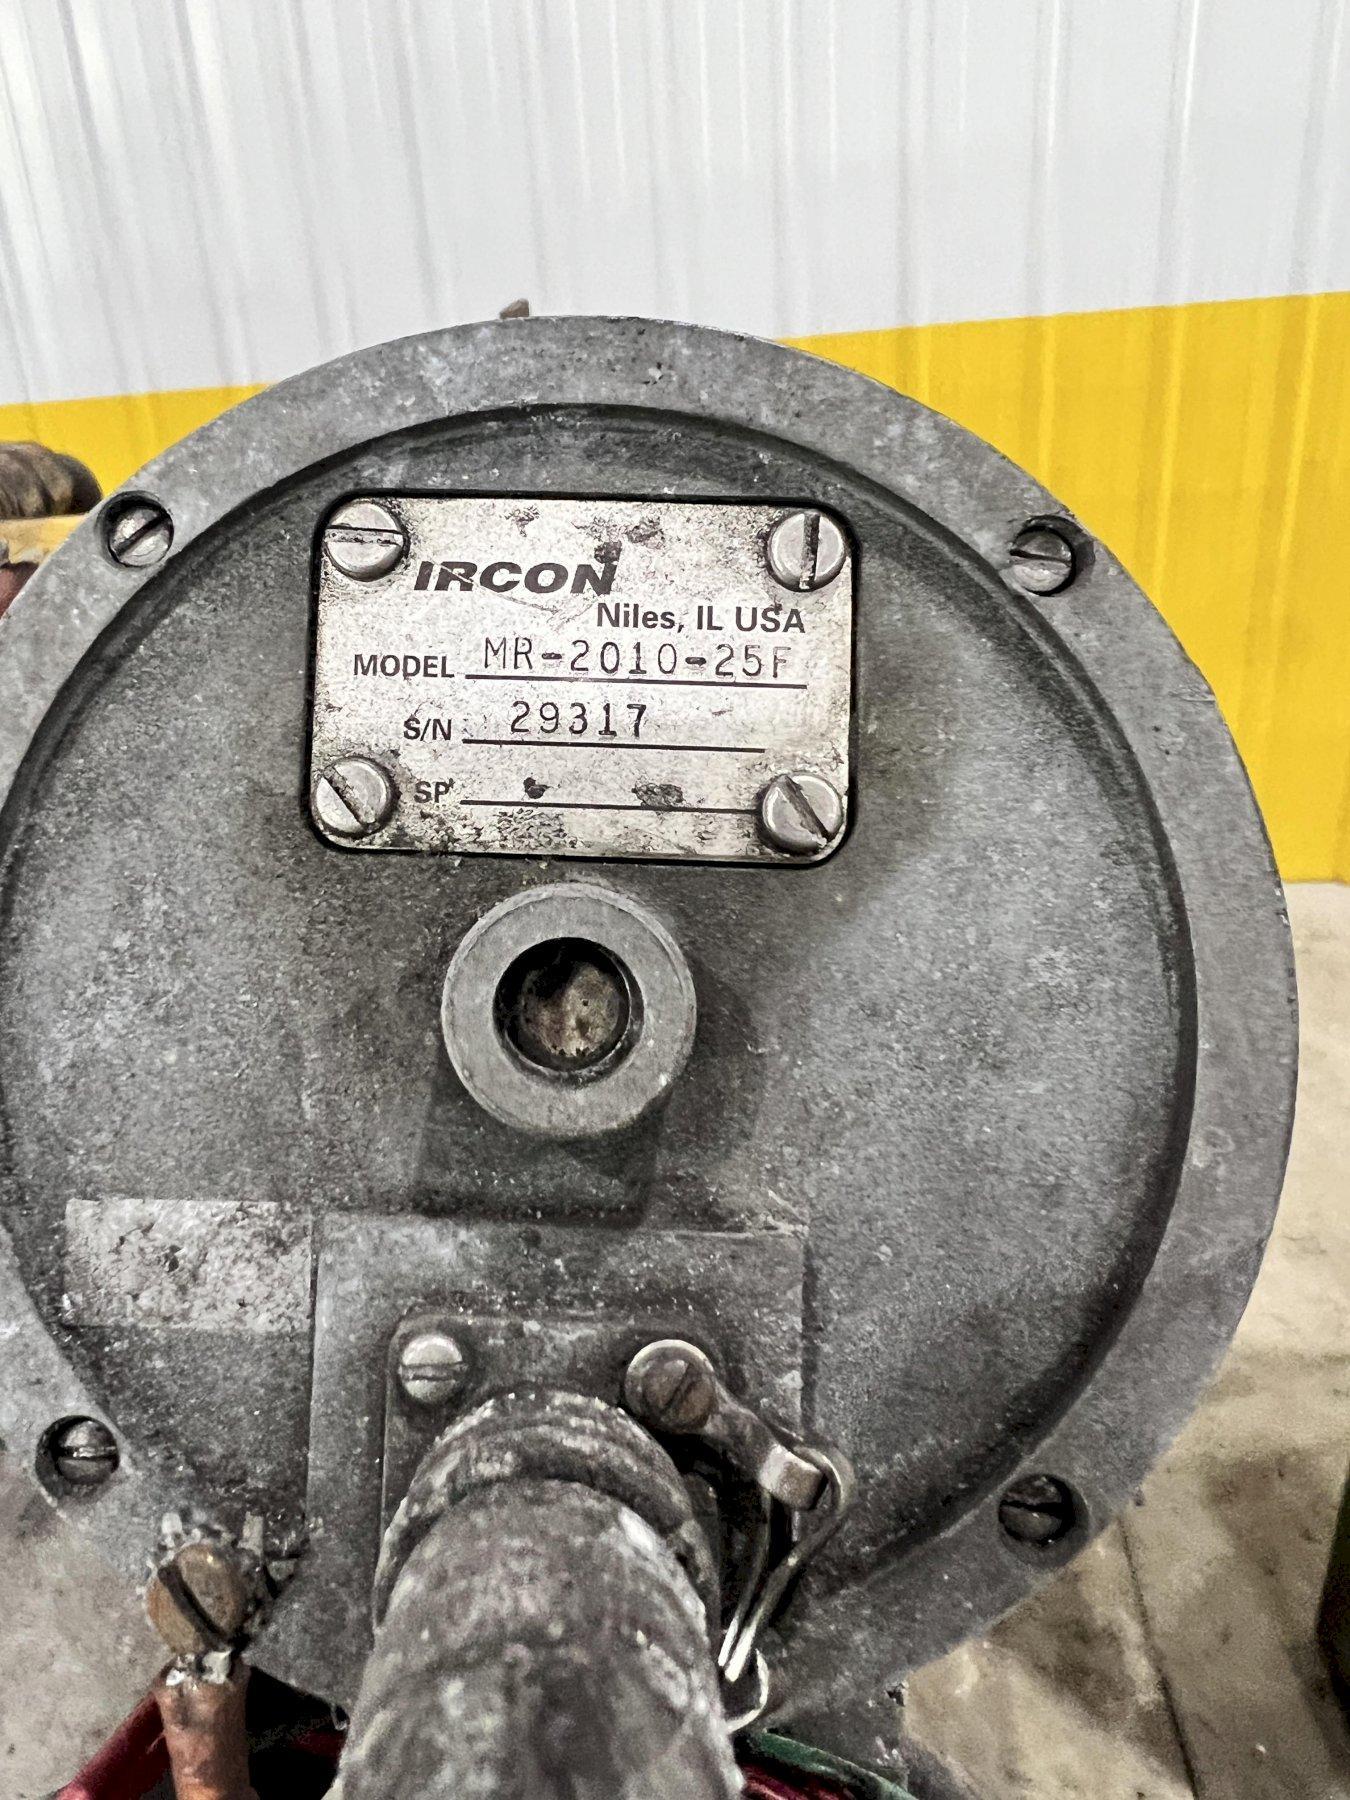 IRCON
Niles, IL USA
MODEL MR-2010-25F
S/N 29317
SP